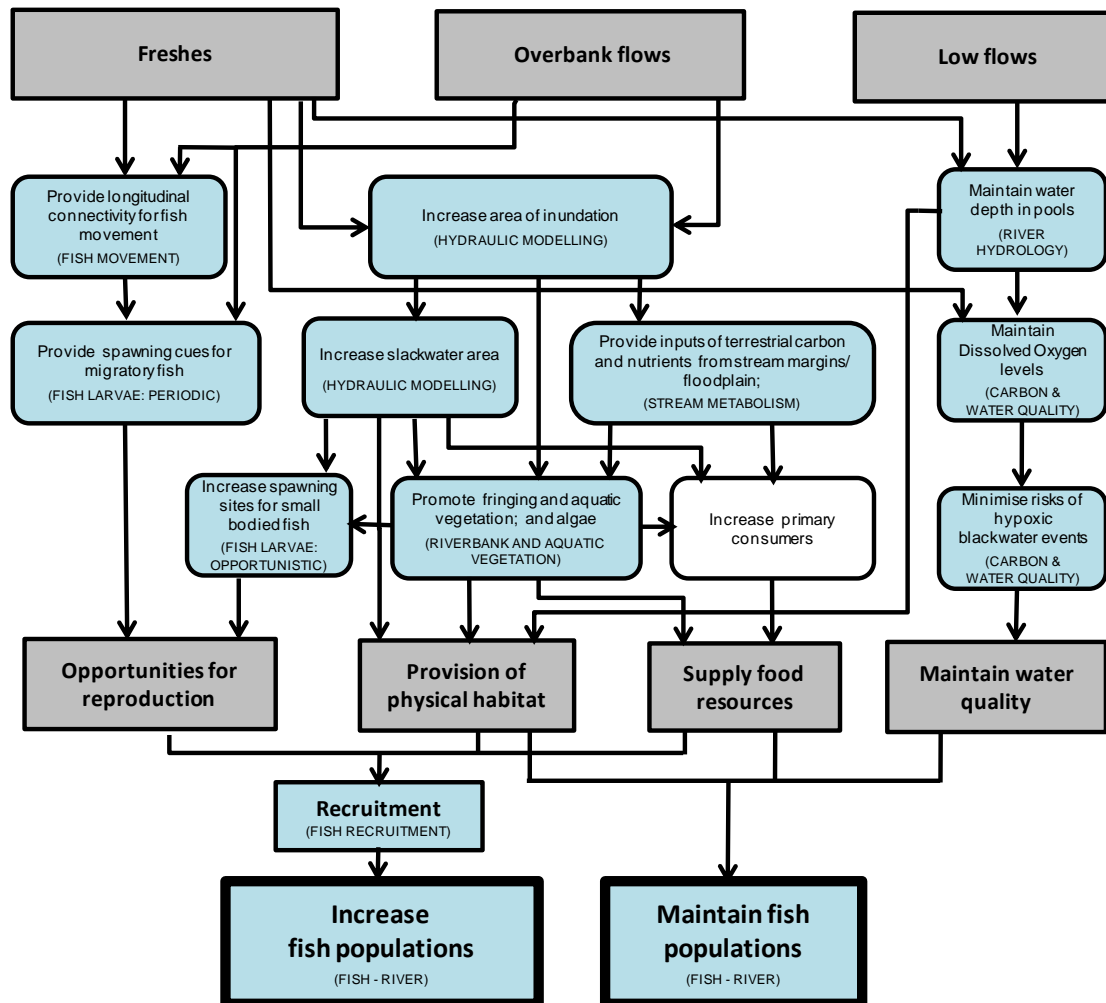 Freshes
Overbank flows
Low flows
Provide longitudinal
connectivity for fish
movement
(FISH MOVEMENT)
Increase area of inundation
(HYDRAULIC MODELLING)
Maintain water
depth in pools
(RIVER
HYDROLOGY)
Provide spawning cues for
migratory fish
(FISH LARVAE: PERIODIC)
Increase slackwater area
(HYDRAULIC MODELLING)
Provide inputs of terrestrial carbon
and nutrients from stream margins/
floodplain;
(STREAM METABOLISM)
Maintain
Dissolved Oxygen
levels
(CARBON &
WATER QUALITY)
Increase spawning
sites for small
bodied fish
(FISH LARVAE:
OPPORTUNISTIC)
Promote fringing and aquatic
vegetation; and algae
(RIVERBANK AND AQUATIC
VEGETATION)
Increase primary
consumers
Minimise risks of
hypoxic
blackwater events
(CARBON &
WATER QUALITY)
Opportunities for
reproduction
Provision of
physical habitat
Supply food
resources
Maintain water
quality
Recruitment
(FISH RECRUITMENT)
Increase
fish populations
(FISH - RIVER)
Maintain fish
populations
(FISH - RIVER)